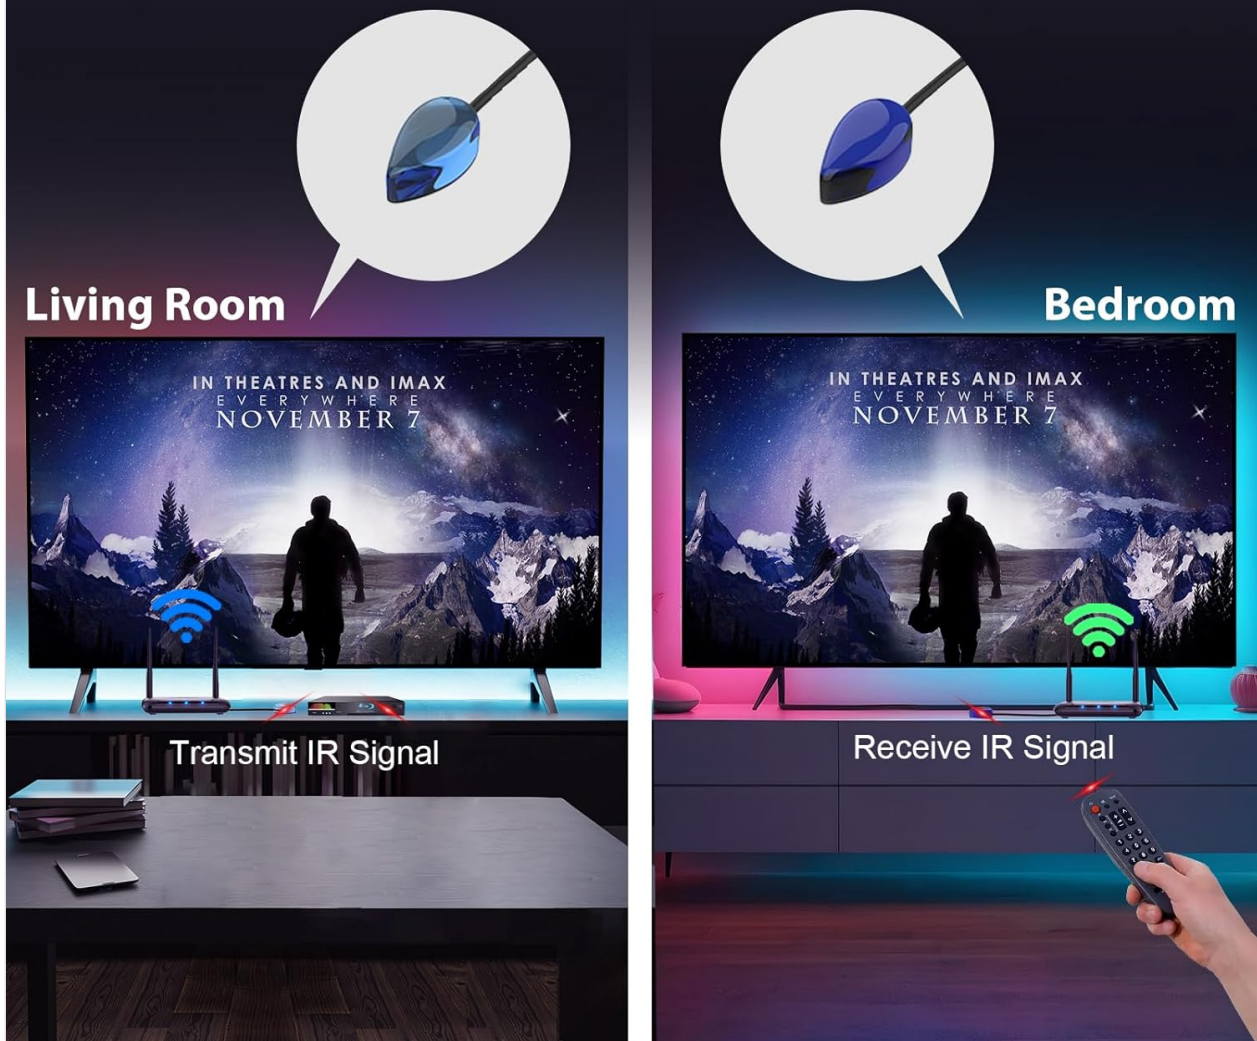 Living Room
IN THEATRES AND IMAX
EVERYWHERE
NOVEMBER 7
Transmit IR Signal
Bedroom
IN THEATRES AND IMAX
EVERYWHERE
NOVEMBER 7
Receive IR Signal